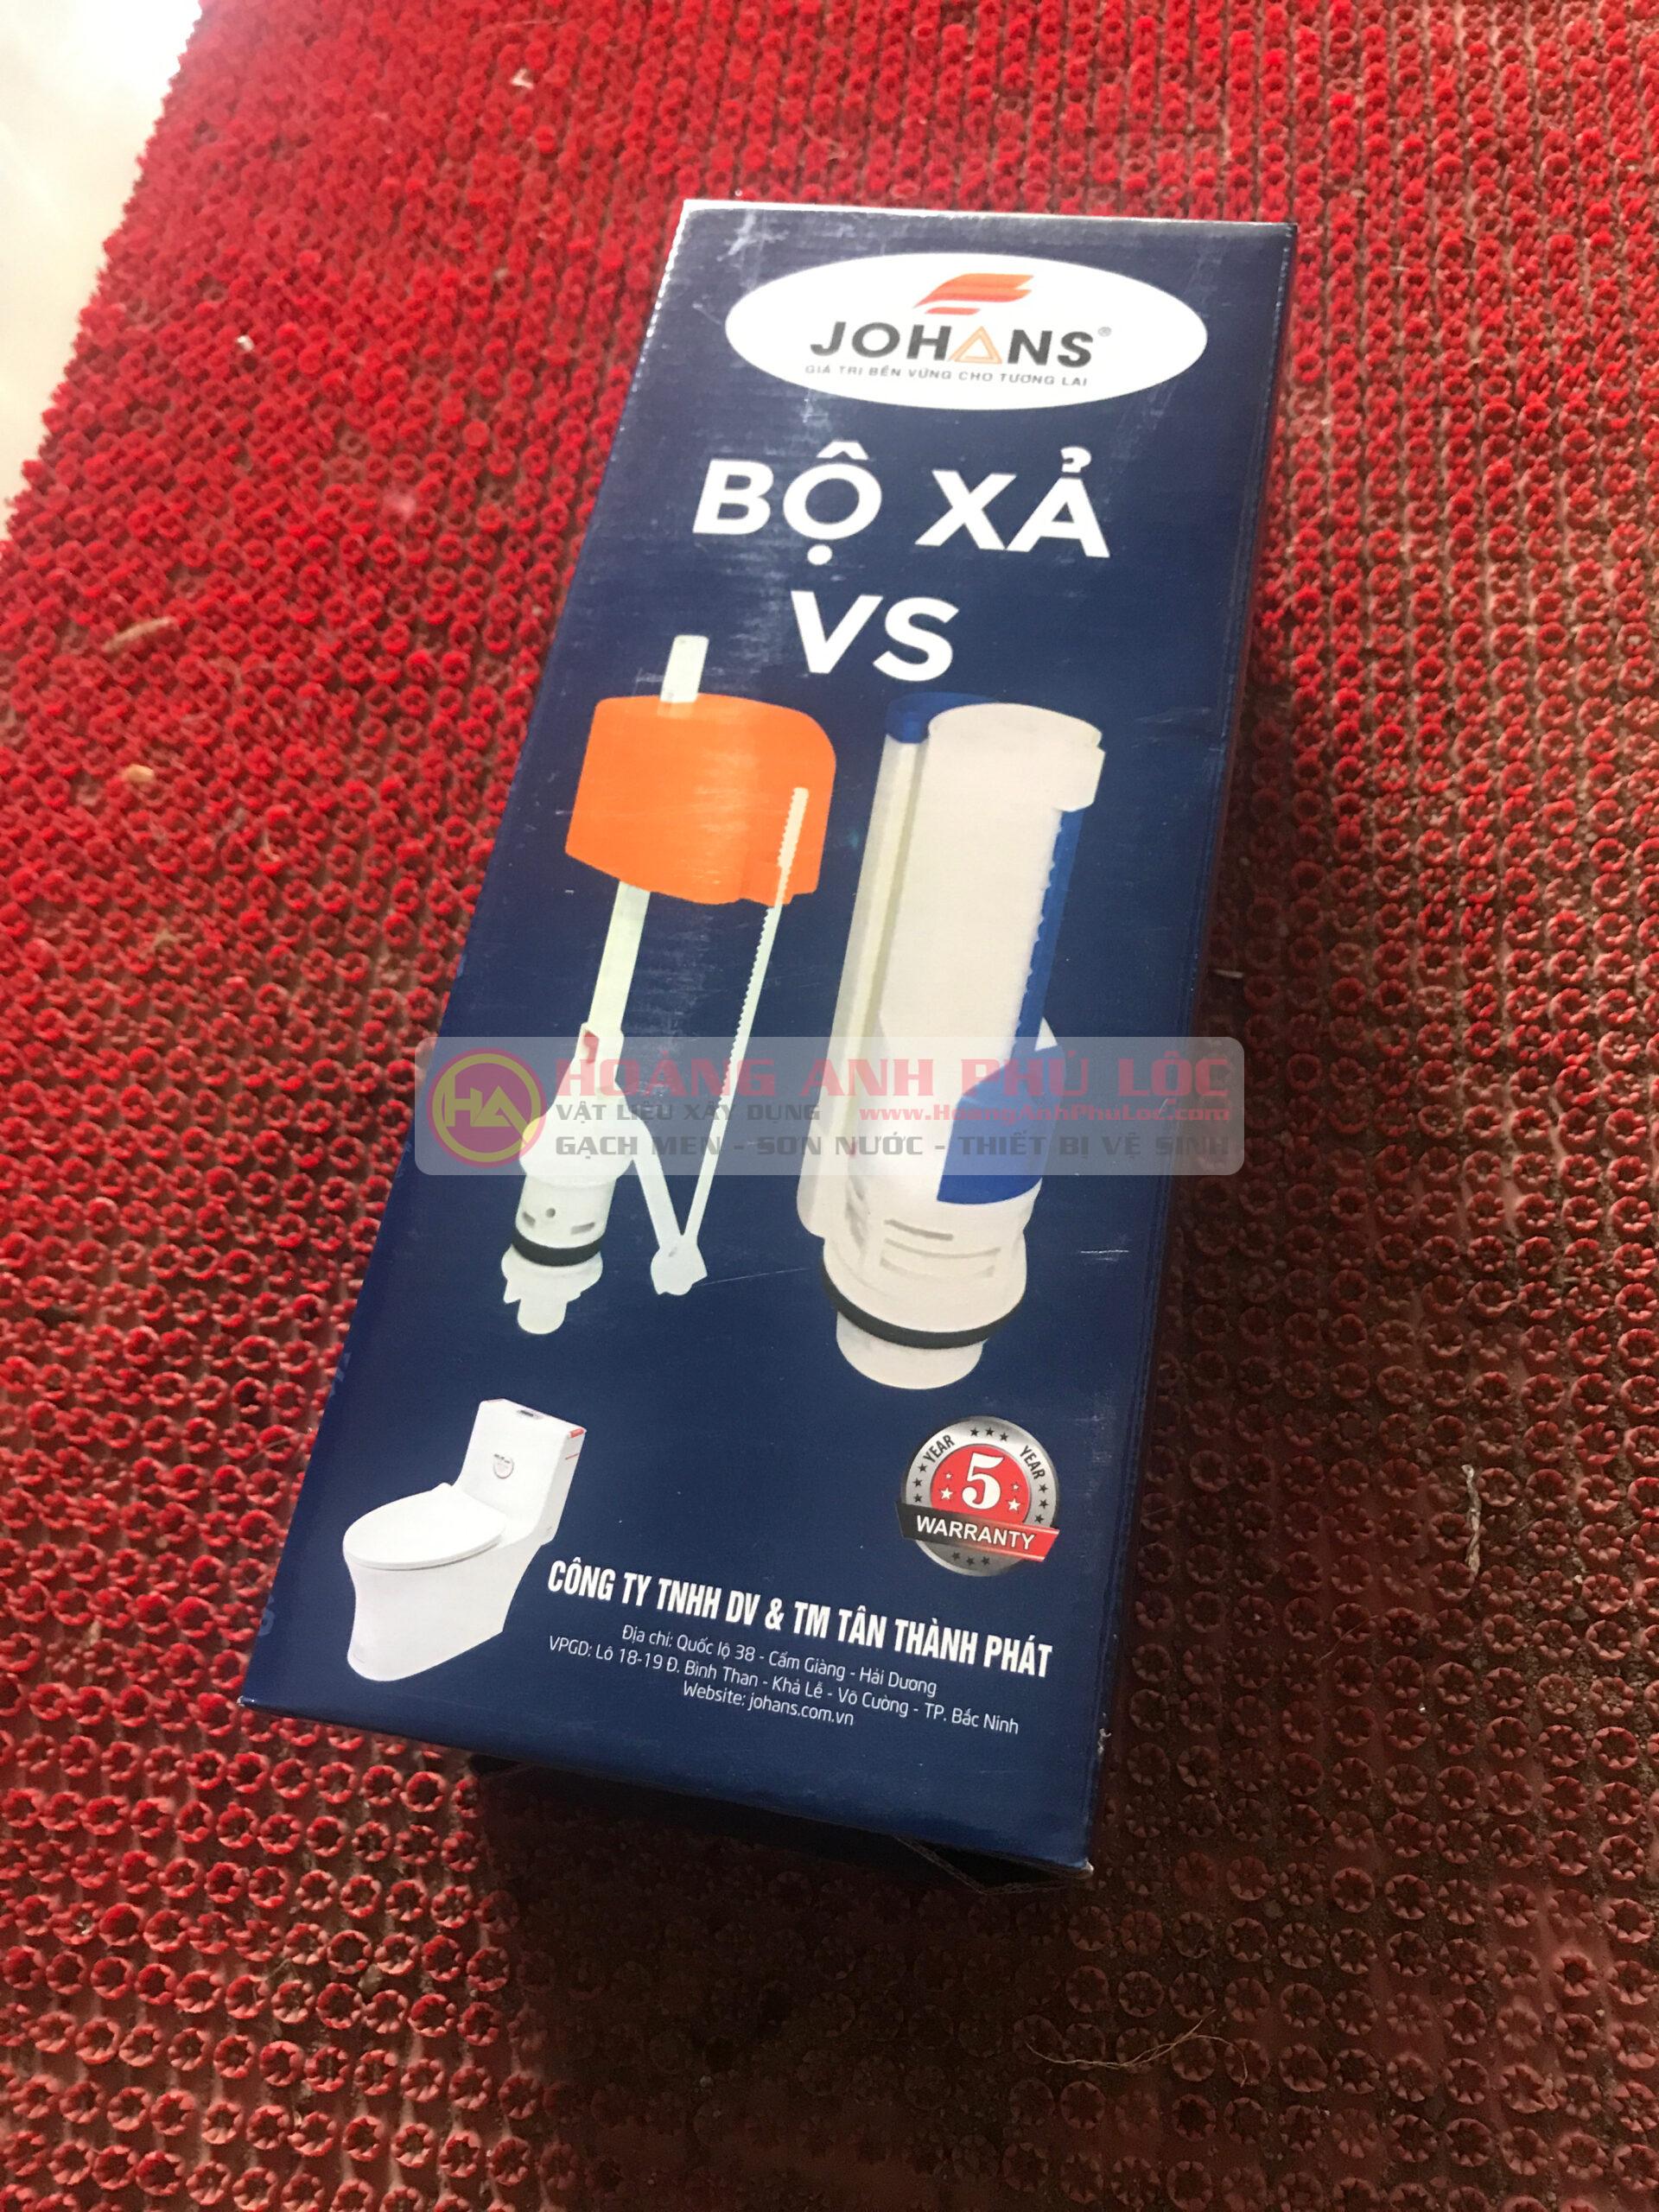 JOHANS®
GIÁ TRỊ BỀN VỮNG CHO TƯƠNG LAI
BỘ XẢ
VS
HOÀNG ANH PHÚ LỘC
VẬT LIỆU XÂY DỰNG www.HoangAnhPhuLoc.com
GẠCH MEN - SƠN NƯỚC - THIẾT BỊ VỆ SINH
HA
YEAR YEAR
5
WARRANTY
CÔNG TY TNHH DV & TM TÂN THÀNH PHÁT
Địa chỉ: Quốc lộ 38 - Cẩm Giàng - Hải Dương
VPGD: Lô 18-19 Đ. Bình Than - Khả Lễ - Võ Cường - TP. Bắc Ninh
Website: johans.com.vn